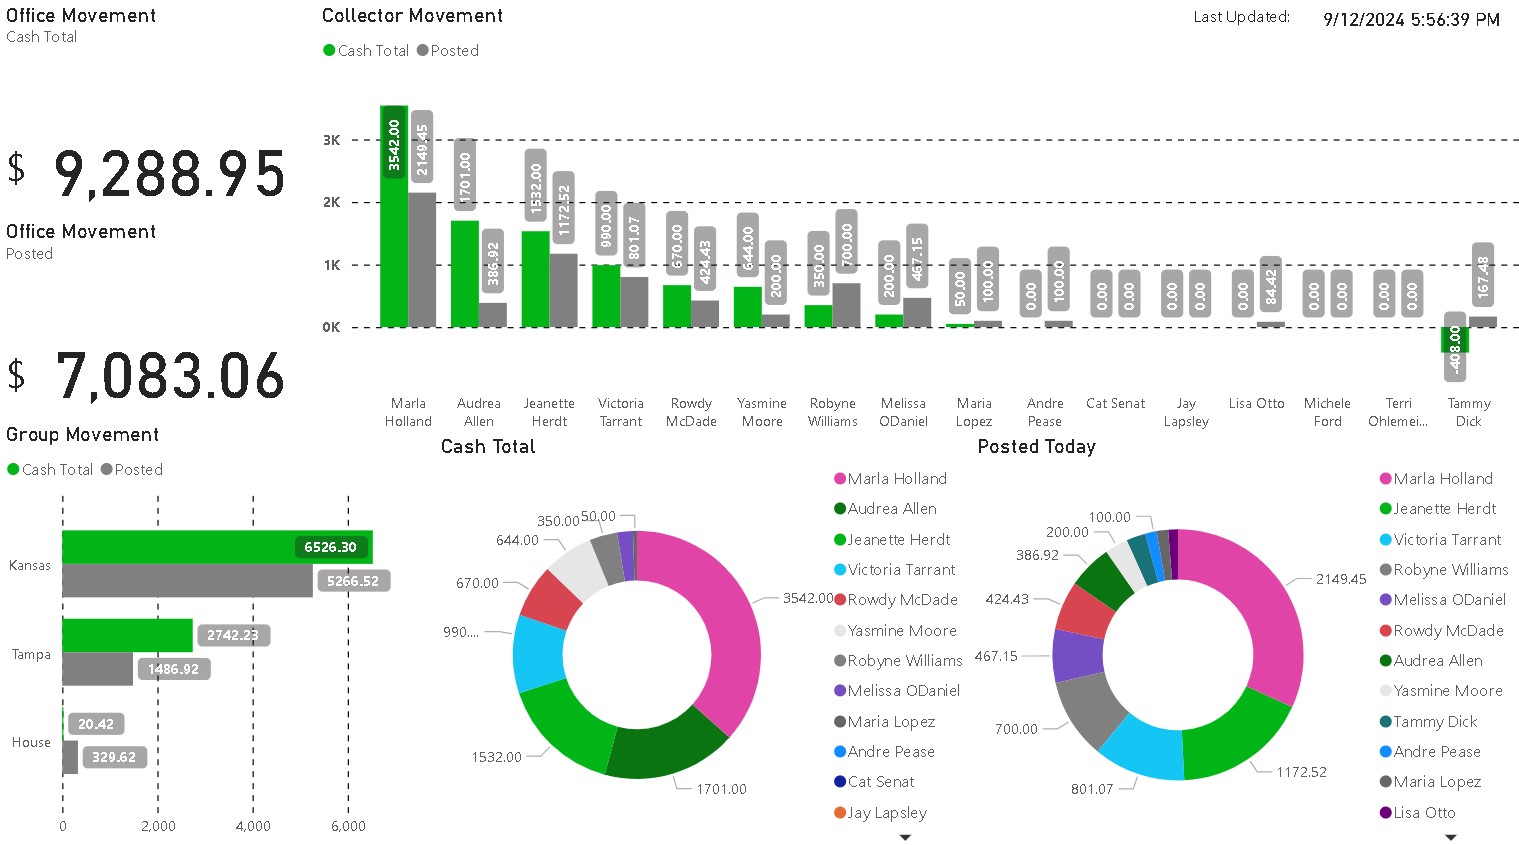 Office Movement
Cash Total
$ 9,288.95
Office Movement
Posted
$ 7,083.06
Collector Movement
Cash Total Posted
Last Updated: 9/12/2024 5:56:39 PM
3K
2K
1K
0K
3542.00
2149.45
1701.00
386.92
1532.00
1172.52
990.00
801.07
670.00
424.43
644.00
200.00
350.00
700.00
200.00
467.15
50.00
100.00
0.00
100.00
0.00
0.00
0.00
0.00
0.00
84.42
0.00
0.00
0.00
0.00
-408.00
167.48
Marla
Holland
Audrea
Allen
Jeanette
Herdt
Victoria
Tarrant
Rowdy
McDade
Yasmine
Moore
Robyne
Williams
Melissa
ODaniel
Maria
Lopez
Andre
Pease
Cat Senat
Jay
Lapsley
Lisa Otto
Michele
Ford
Terri
Ohlemei...
Tammy
Dick
Group Movement
Cash Total Posted
Kansas
6526.30
5266.52
Tampa
2742.23
1486.92
House
20.42
329.62
0
2,000
4,000
6,000
Cash Total
50.00
350.00
644.00
670.00
990....
1532.00
1701.00
3542.00
Marla Holland
Audrea Allen
Jeanette Herdt
Victoria Tarrant
Rowdy McDade
Yasmine Moore
Robyne Williams
Melissa ODaniel
Maria Lopez
Andre Pease
Cat Senat
Jay Lapsley
Posted Today
100.00
200.00
386.92
424.43
467.15
700.00
801.07
1172.52
2149.45
Marla Holland
Jeanette Herdt
Victoria Tarrant
Robyne Williams
Melissa ODaniel
Rowdy McDade
Audrea Allen
Yasmine Moore
Tammy Dick
Andre Pease
Maria Lopez
Lisa Otto